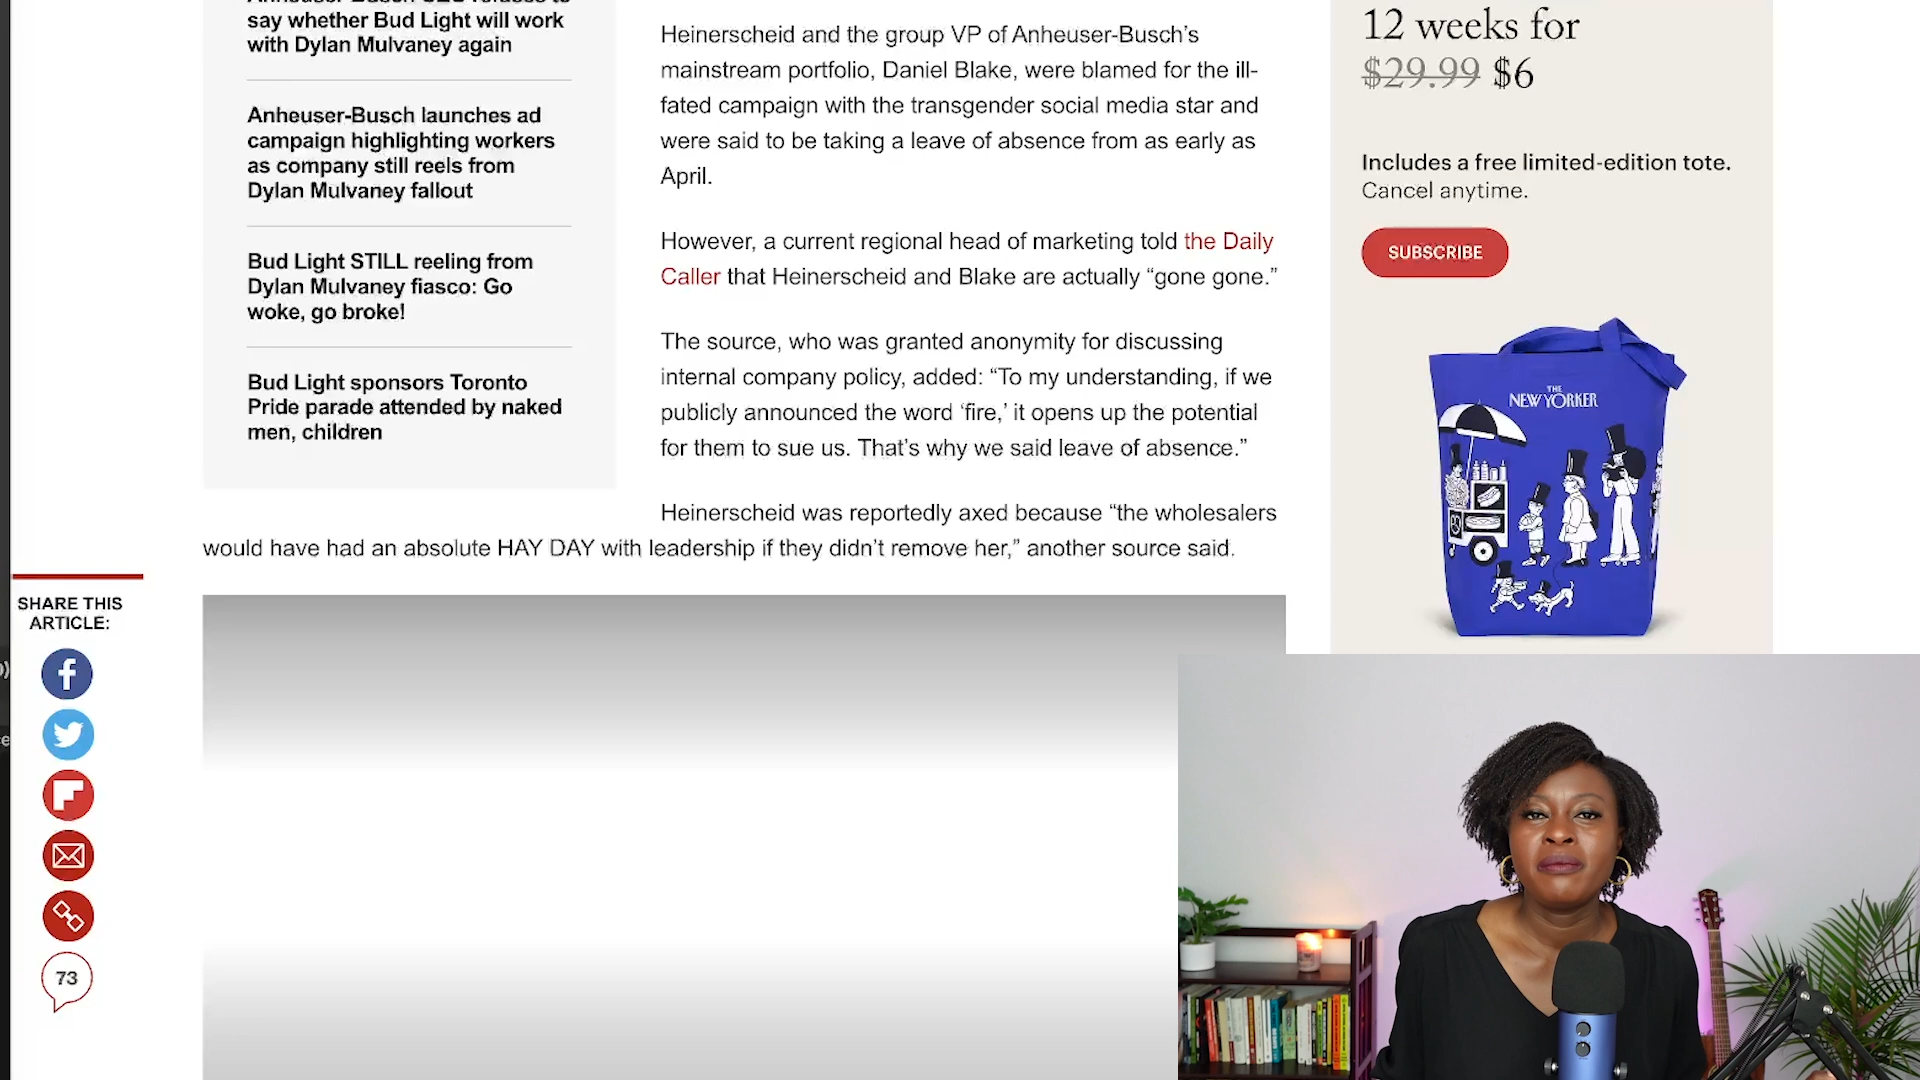 say whether Bud Light will work
with Dylan Mulvaney again
Anheuser-Busch launches ad
campaign highlighting workers
as company still reels from
Dylan Mulvaney fallout
Bud Light STILL reeling from
Dylan Mulvaney fiasco: Go
woke, go broke!
Bud Light sponsors Toronto
Pride parade attended by naked
men, children
Heinerscheid and the group VP of Anheuser-Busch’s
mainstream portfolio, Daniel Blake, were blamed for the ill-
fated campaign with the transgender social media star and
were said to be taking a leave of absence from as early as
April.
However, a current regional head of marketing told the Daily
Caller that Heinerscheid and Blake are actually “gone gone.”
The source, who was granted anonymity for discussing
internal company policy, added: “To my understanding, if we
publicly announced the word ‘fire,’ it opens up the potential
for them to sue us. That’s why we said leave of absence.”
Heinerscheid was reportedly axed because “the wholesalers
would have had an absolute HAY DAY with leadership if they didn’t remove her,” another source said.
SHARE THIS
ARTICLE:
73
12 weeks for
$29.99 $6
Includes a free limited-edition tote.
Cancel anytime.
SUBSCRIBE
THE
NEW YORKER